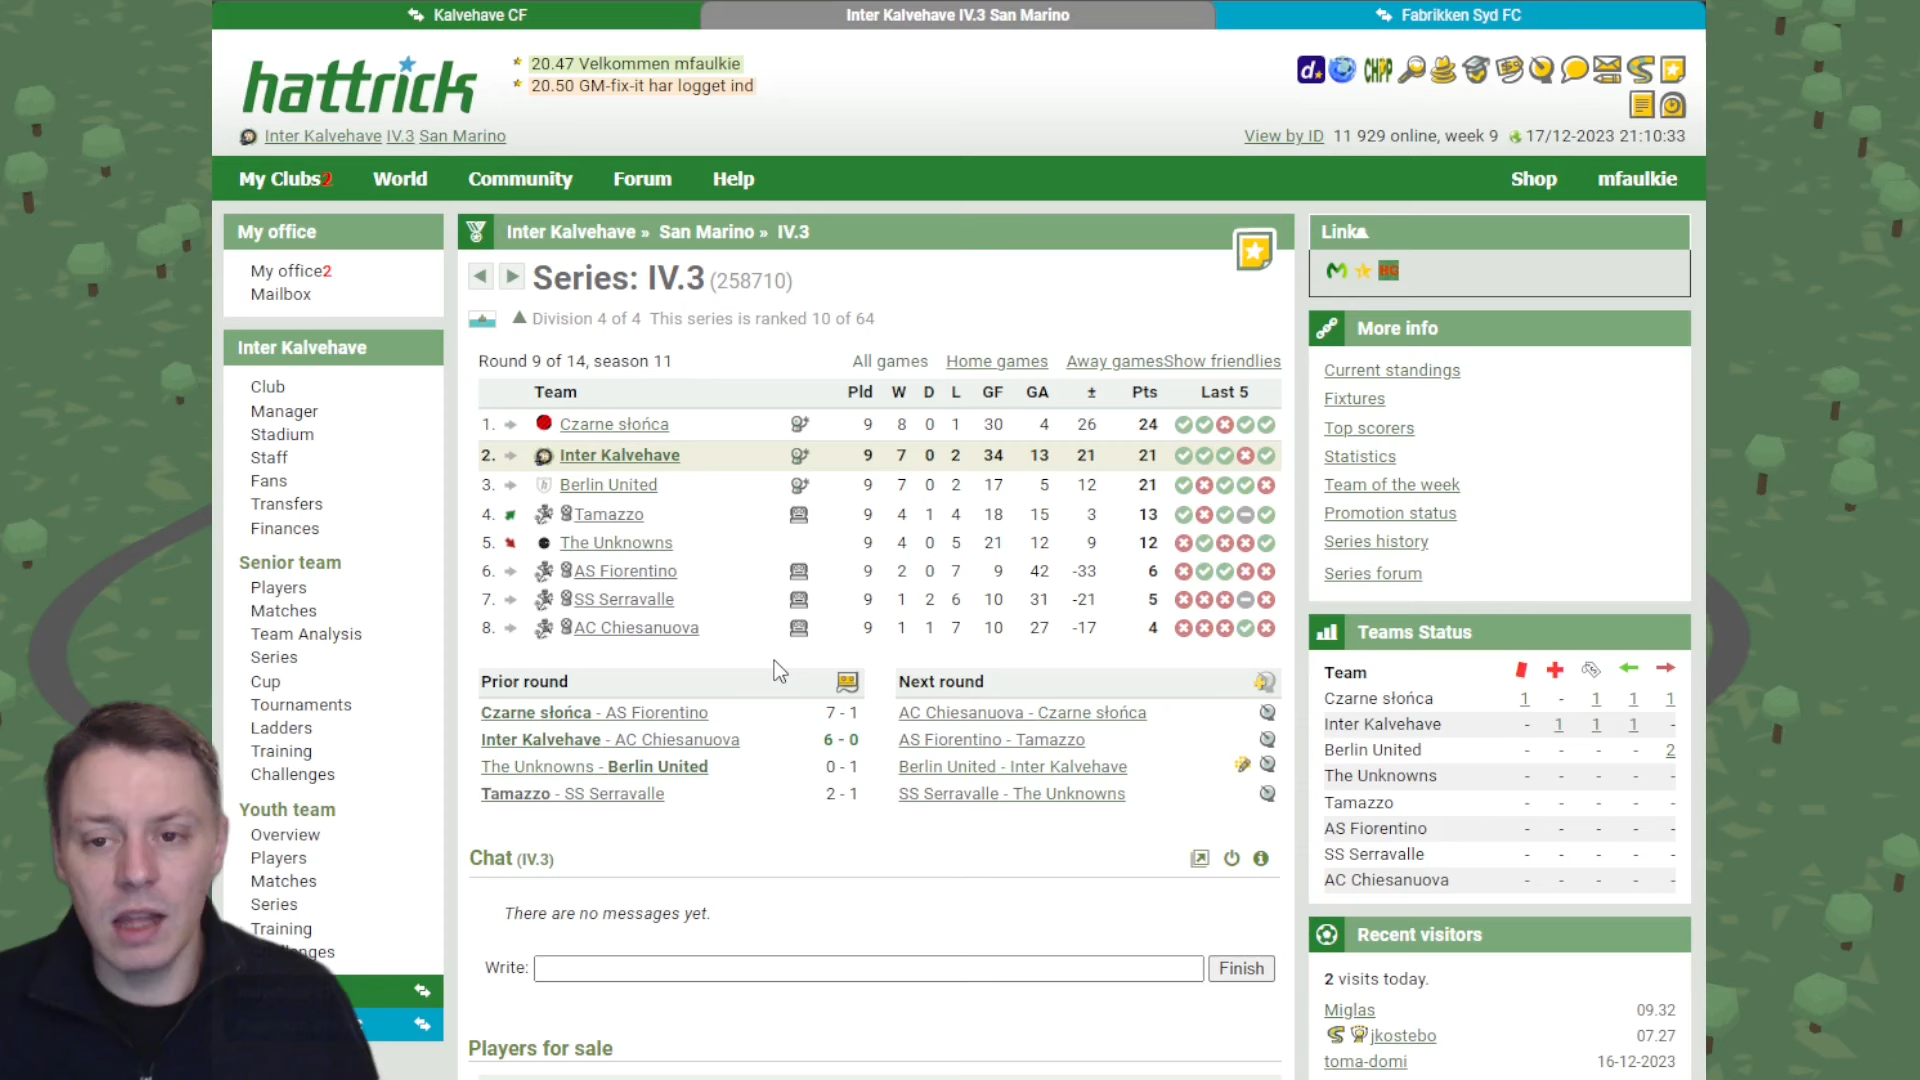 Kalvehave CF
Inter Kalvehave IV.3 San Marino
Fabrikken Syd FC
hattrick
20.47 Velkommen mfaulkie
20.50 GM-fix-it har logget ind
CHPP
Inter Kalvehave IV.3 San Marino
View by ID 11 929 online, week 9 17/12-2023 21:10:33
My Clubs2 World Community Forum Help Shop mfaulkie
My office
My office2
Mailbox
Inter Kalvehave
Club
Manager
Stadium
Staff
Fans
Transfers
Finances
Senior team
Players
Matches
Team Analysis
Series
Cup
Tournaments
Ladders
Training
Challenges
Youth team
Overview
Players
Matches
Series
Training
Inter Kalvehave » San Marino » IV.3
Series: IV.3 (258710)
Division 4 of 4 This series is ranked 10 of 64
Round 9 of 14, season 11 All games Home games Away games Show friendlies
Team Pld W D L GF GA ± Pts Last 5
1. Czarne słońca 9 8 0 1 30 4 26 24
2. Inter Kalvehave 9 7 0 2 34 13 21 21
3. Berlin United 9 7 0 2 17 5 12 21
4. Tamazzo 9 4 1 4 18 15 3 13
5. The Unknowns 9 4 0 5 21 12 9 12
6. AS Fiorentino 9 2 0 7 9 42 -33 6
7. SS Serravalle 9 1 2 6 10 31 -21 5
8. AC Chiesanuova 9 1 1 7 10 27 -17 4
Prior round
Czarne słońca - AS Fiorentino 7 - 1
Inter Kalvehave - AC Chiesanuova 6 - 0
The Unknowns - Berlin United 0 - 1
Tamazzo - SS Serravalle 2 - 1
Next round
AC Chiesanuova - Czarne słońca
AS Fiorentino - Tamazzo
Berlin United - Inter Kalvehave
SS Serravalle - The Unknowns
Chat (IV.3)
There are no messages yet.
Write: Finish
Players for sale
Links
More info
Current standings
Fixtures
Top scorers
Statistics
Team of the week
Promotion status
Series history
Series forum
Teams Status
Team
Czarne słońca 1 - 1 1 1
Inter Kalvehave - 1 1 1 -
Berlin United - - - - 2
The Unknowns - - - - -
Tamazzo - - - - -
AS Fiorentino - - - - -
SS Serravalle - - - - -
AC Chiesanuova - - - - -
Recent visitors
2 visits today.
Miglas 09.32
jkostebo 07.27
toma-domi 16-12-2023